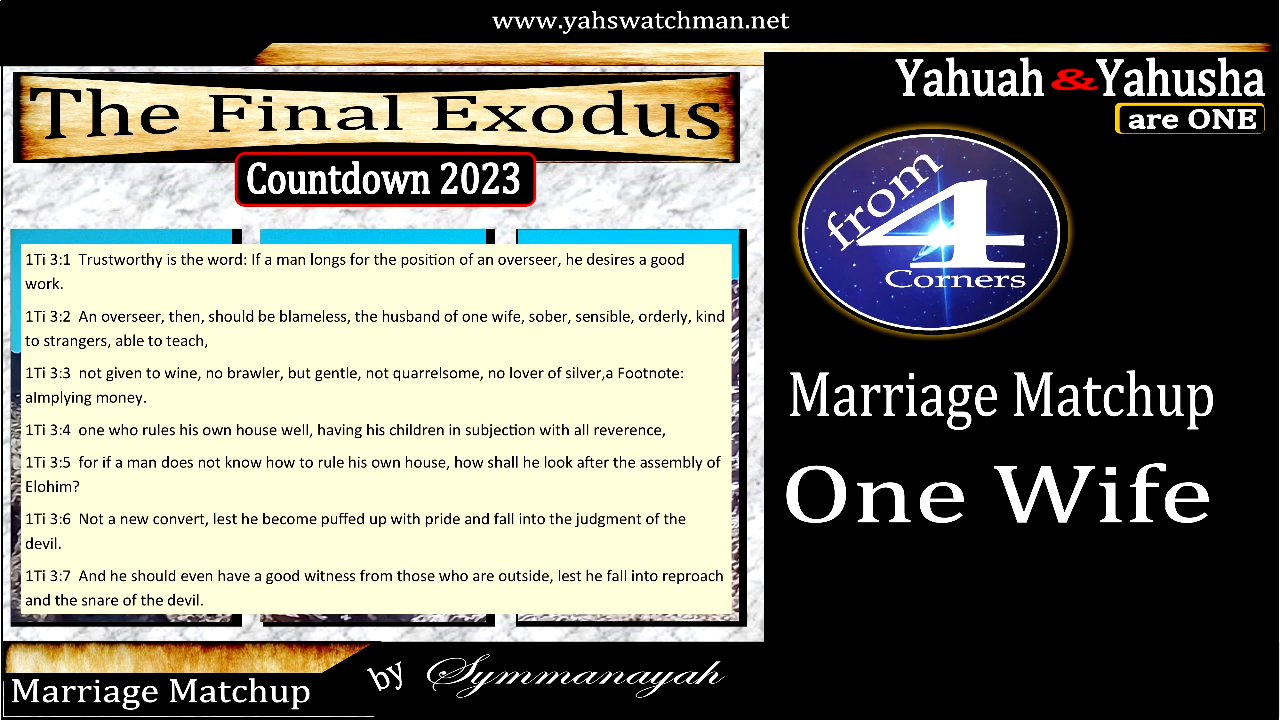 www.yahswatchman.net
The Final Exodus
Countdown 2023
1Ti 3:1 Trustworthy is the word: If a man longs for the position of an overseer, he desires a good
work.
1Ti 3:2 An overseer, then, should be blameless, the husband of one wife, sober, sensible, orderly, kind
to strangers, able to teach,
1Ti 3:3 not given to wine, no brawler, but gentle, not quarrelsome, no lover of silver,a Footnote:
aImplying money.
1Ti 3:4 one who rules his own house well, having his children in subjection with all reverence,
1Ti 3:5 for if a man does not know how to rule his own house, how shall he look after the assembly of
Elohim?
1Ti 3:6 Not a new convert, lest he become puffed up with pride and fall into the judgment of the
devil.
1Ti 3:7 And he should even have a good witness from those who are outside, lest he fall into reproach
and the snare of the devil.
Marriage Matchup
by Symmanayah
Yahuah & Yahusha
are ONE
from
4
Corners
Marriage Matchup
One Wife